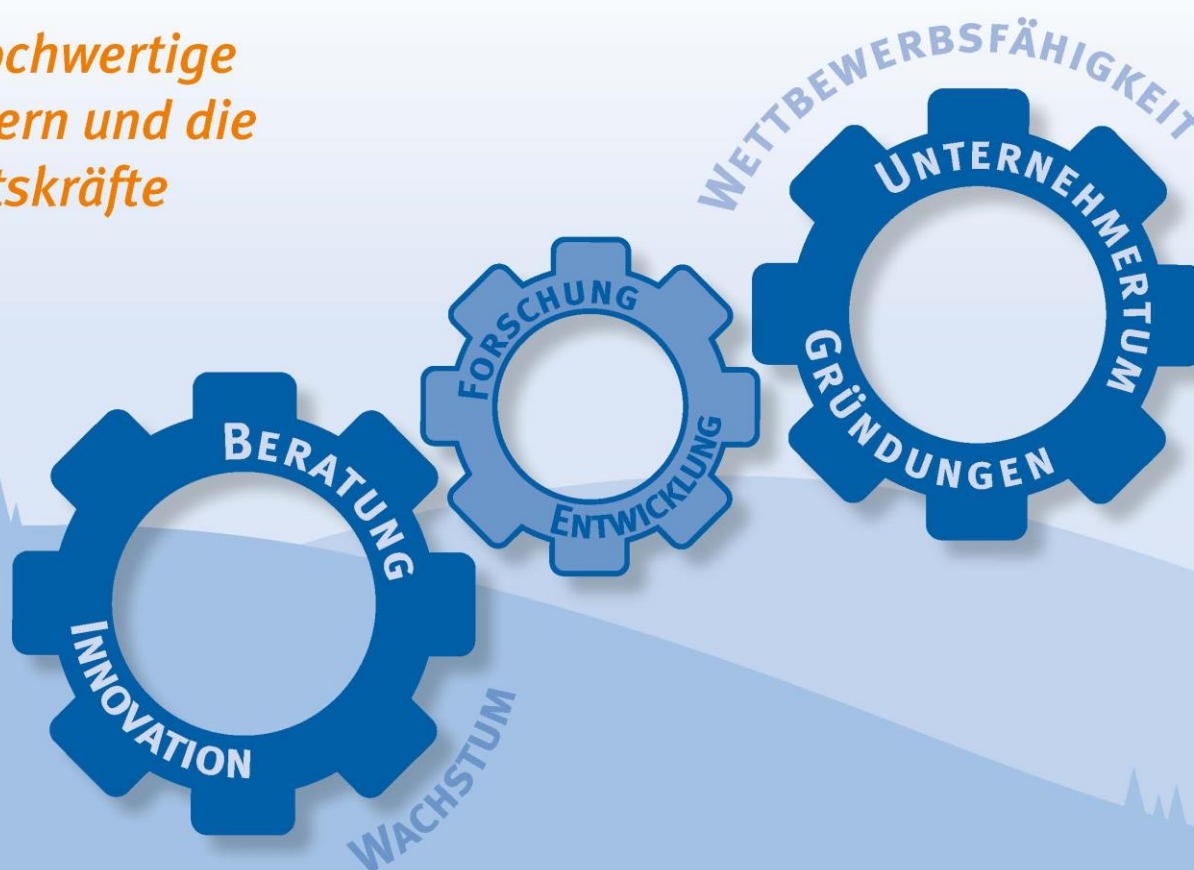 ochwertige
ern und die
tskräfte
WETTBEWERBSFÄHIGKEIT
UNTERNEHMERTUM
GRÜNDUNGEN
FORSCHUNG
ENTWICKLUNG
BERATUNG
INNOVATION
WACHSTUM